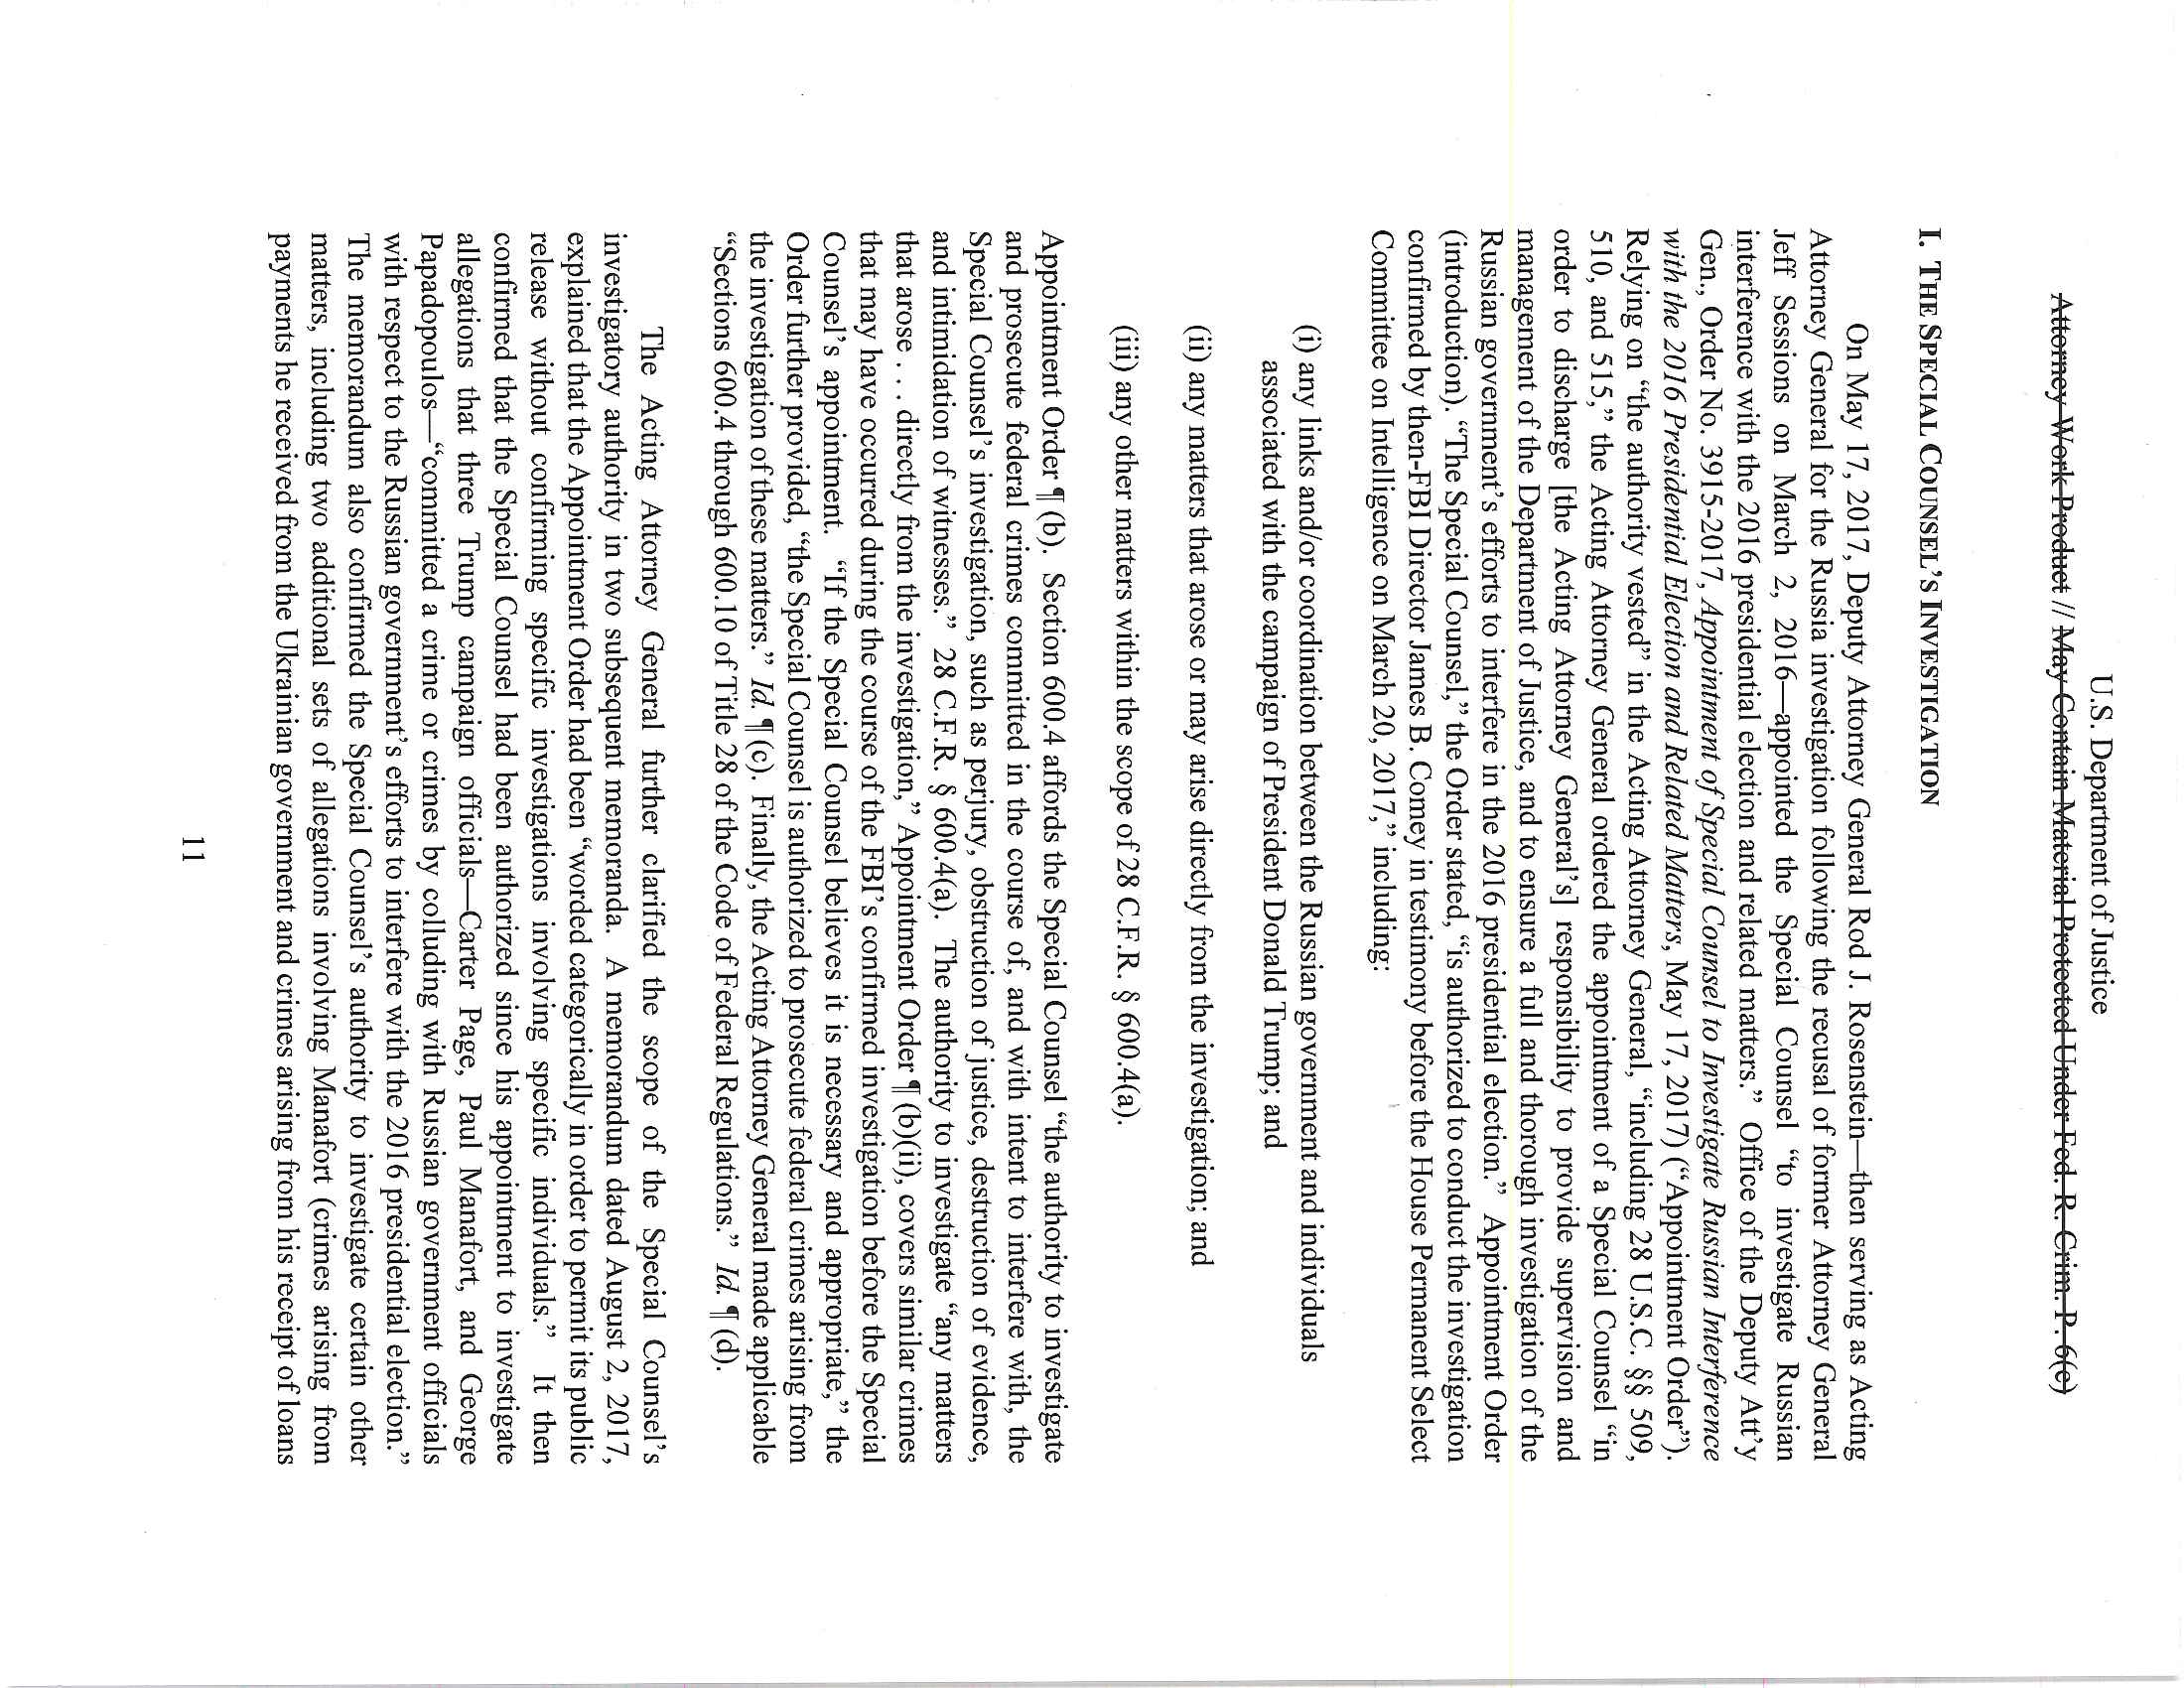 U.S. Department of Justice
Attorney Work Product // May Contain Material Protected Under Fed. R. Crim. P. 6(e)
I. THE SPECIAL COUNSEL'S INVESTIGATION
On May 17, 2017, Deputy Attorney General Rod J. Rosenstein—then serving as Acting
Attorney General for the Russia investigation following the recusal of former Attorney General
Jeff Sessions on March 2, 2016—appointed the Special Counsel “to investigate Russian
interference with the 2016 presidential election and related matters.” Office of the Deputy Att’y
Gen., Order No. 3915-2017, Appointment of Special Counsel to Investigate Russian Interference
with the 2016 Presidential Election and Related Matters, May 17, 2017) (“Appointment Order”).
Relying on “the authority vested” in the Acting Attorney General, “including 28 U.S.C. §§ 509,
510, and 515,” the Acting Attorney General ordered the appointment of a Special Counsel “in
order to discharge [the Acting Attorney General’s] responsibility to provide supervision and
management of the Department of Justice, and to ensure a full and thorough investigation of the
Russian government’s efforts to interfere in the 2016 presidential election.” Appointment Order
(introduction). “The Special Counsel,” the Order stated, “is authorized to conduct the investigation
confirmed by then-FBI Director James B. Comey in testimony before the House Permanent Select
Committee on Intelligence on March 20, 2017,” including:
(i) any links and/or coordination between the Russian government and individuals
associated with the campaign of President Donald Trump; and
(ii) any matters that arose or may arise directly from the investigation; and
(iii) any other matters within the scope of 28 C.F.R. § 600.4(a).
Appointment Order ¶ (b). Section 600.4 affords the Special Counsel “the authority to investigate
and prosecute federal crimes committed in the course of, and with intent to interfere with, the
Special Counsel’s investigation, such as perjury, obstruction of justice, destruction of evidence,
and intimidation of witnesses.” 28 C.F.R. § 600.4(a). The authority to investigate “any matters
that arose . . . directly from the investigation,” Appointment Order ¶ (b)(ii), covers similar crimes
that may have occurred during the course of the FBI’s confirmed investigation before the Special
Counsel’s appointment. “If the Special Counsel believes it is necessary and appropriate,” the
Order further provided, “the Special Counsel is authorized to prosecute federal crimes arising from
the investigation of these matters.” Id. ¶ (c). Finally, the Acting Attorney General made applicable
“Sections 600.4 through 600.10 of Title 28 of the Code of Federal Regulations.” Id. ¶ (d).
The Acting Attorney General further clarified the scope of the Special Counsel’s
investigatory authority in two subsequent memoranda. A memorandum dated August 2, 2017,
explained that the Appointment Order had been “worded categorically in order to permit its public
release without confirming specific investigations involving specific individuals.” It then
confirmed that the Special Counsel had been authorized since his appointment to investigate
allegations that three Trump campaign officials—Carter Page, Paul Manafort, and George
Papadopoulos—“committed a crime or crimes by colluding with Russian government officials
with respect to the Russian government’s efforts to interfere with the 2016 presidential election.”
The memorandum also confirmed the Special Counsel’s authority to investigate certain other
matters, including two additional sets of allegations involving Manafort (crimes arising from
payments he received from the Ukrainian government and crimes arising from his receipt of loans
11